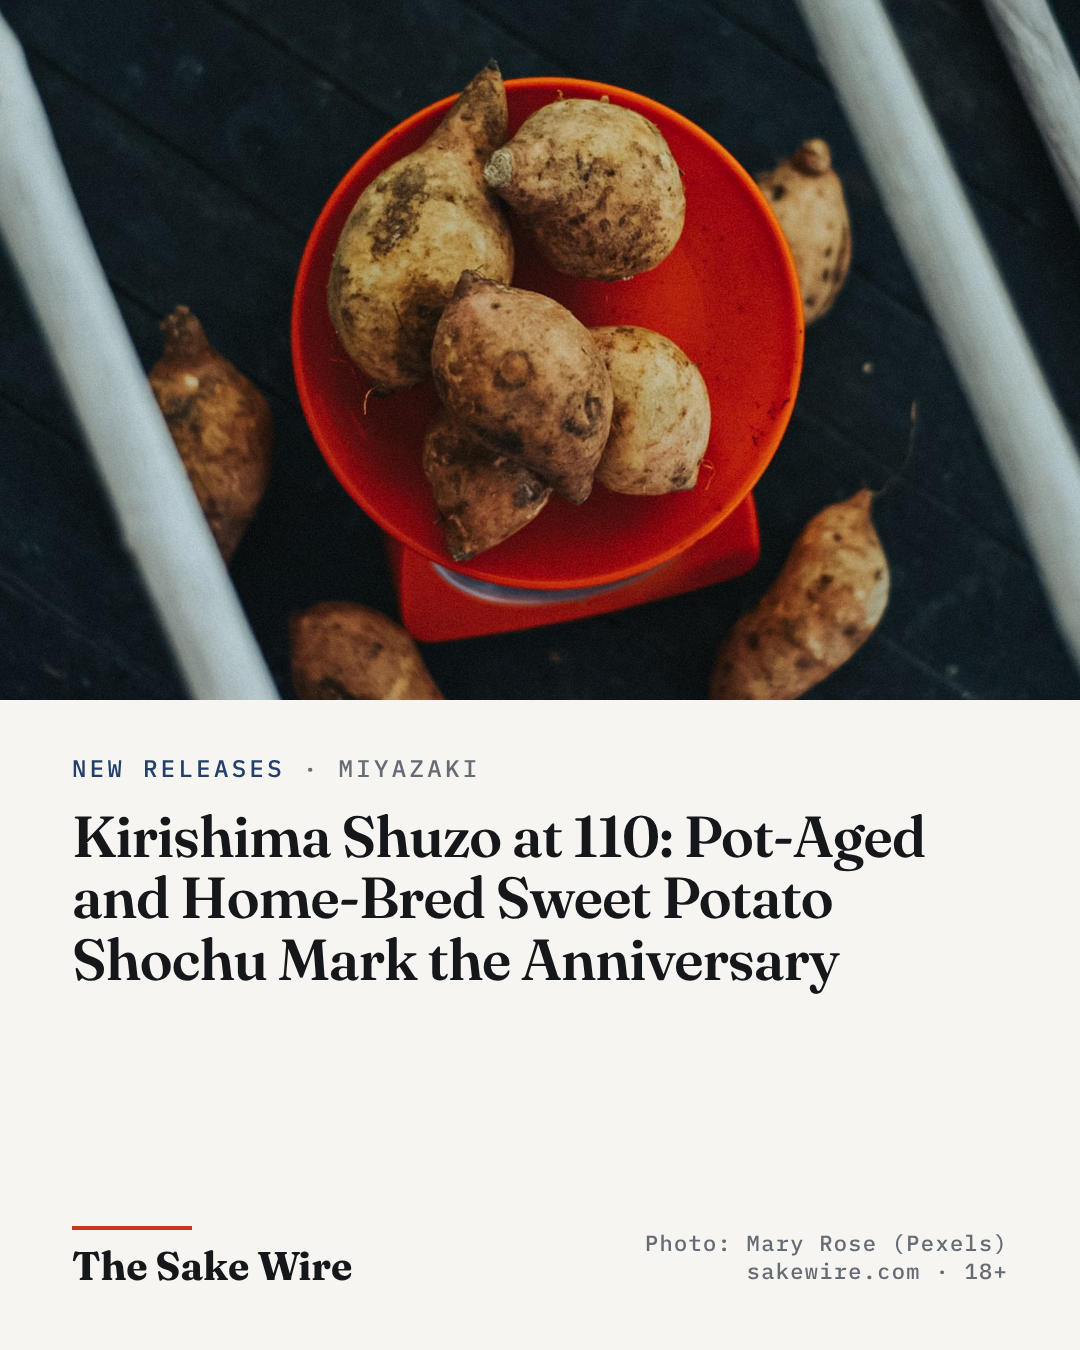 NEW RELEASES · MIYAZAKI
Kirishima Shuzo at 110: Pot-Aged
and Home-Bred Sweet Potato
Shochu Mark the Anniversary
The Sake Wire
Photo: Mary Rose (Pexels)
sakewire.com · 18+